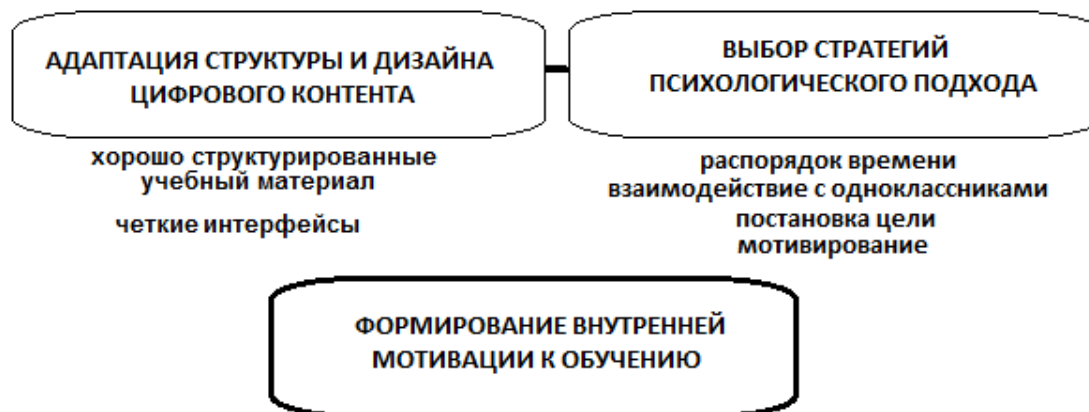 АДАПТАЦИЯ СТРУКТУРЫ И ДИЗАЙНА
ЦИФРОВОГО КОНТЕНТА
хорошо структурированные
учебный материал
четкие интерфейсы
ВЫБОР СТРАТЕГИЙ
ПСИХОЛОГИЧЕСКОГО ПОДХОДА
распорядок времени
взаимодействие с одноклассниками
постановка цели
мотивирование
ФОРМИРОВАНИЕ ВНУТРЕННЕЙ
МОТИВАЦИИ К ОБУЧЕНИЮ